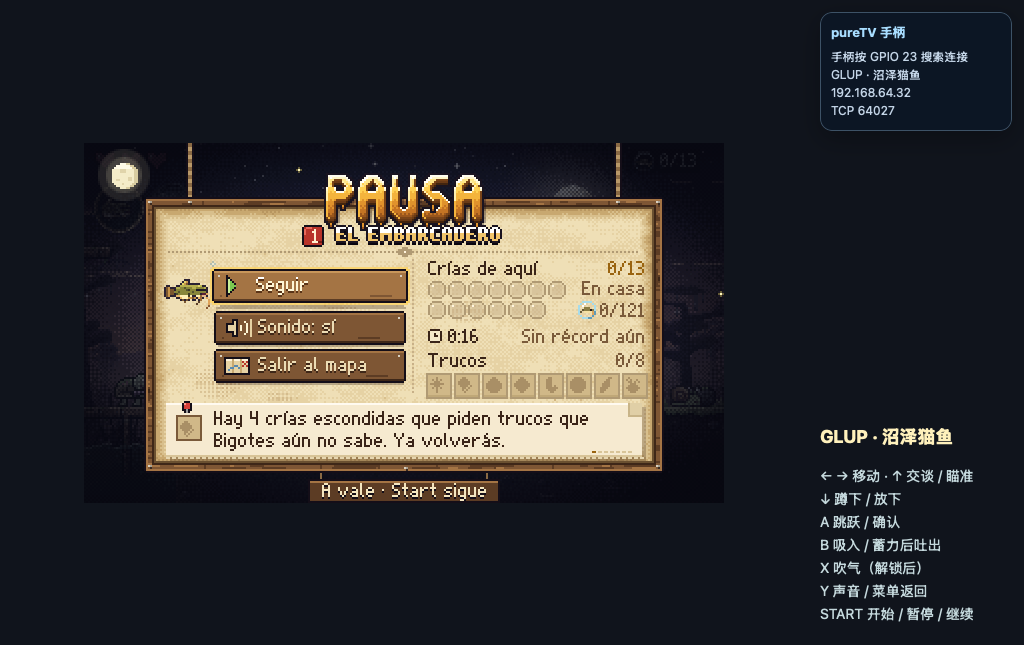 pureTV 手柄
手柄按 GPIO 23 搜索连接
GLUP · 沼泽猫鱼
192.168.64.32
TCP 64027
0/13
PAUSA
1 EL EMBARCADERO
Seguir
Sonido: sí
Salir al mapa
Crías de aquí 0/13
En casa
0/121
0:16 Sin récord aún
Trucos 0/8
Hay 4 crías escondidas que piden trucos que
Bigotes aún no sabe. Ya volverás.
A vale · Start sigue
GLUP · 沼泽猫鱼
← → 移动 · ↑ 交谈 / 瞄准
↓ 蹲下 / 放下
A 跳跃 / 确认
B 吸入 / 蓄力后吐出
X 吹气（解锁后）
Y 声音 / 菜单返回
START 开始 / 暂停 / 继续